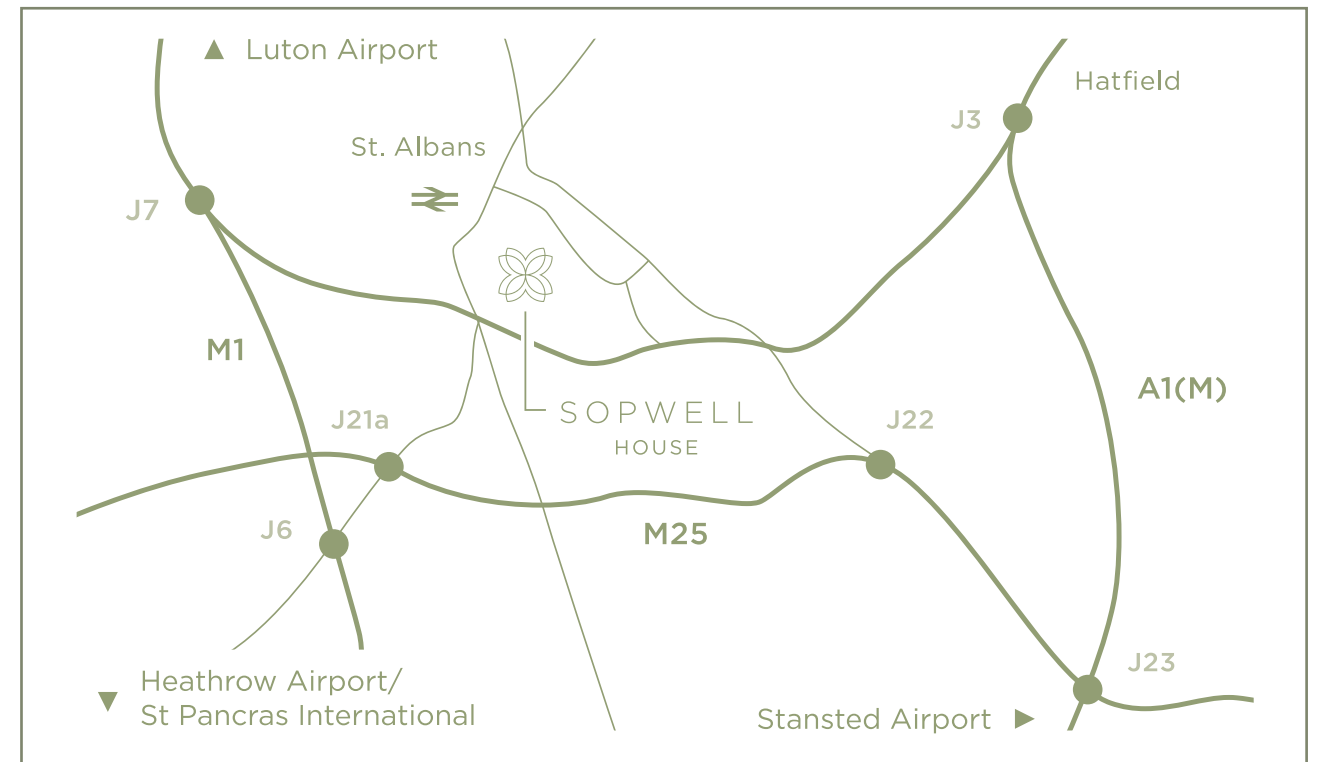 Luton Airport
Hatfield
J3
St. Albans
J7
M1
A1(M)
J21a
SOPWELL
HOUSE
J22
J6
M25
J23
Heathrow Airport/
St Pancras International
Stansted Airport